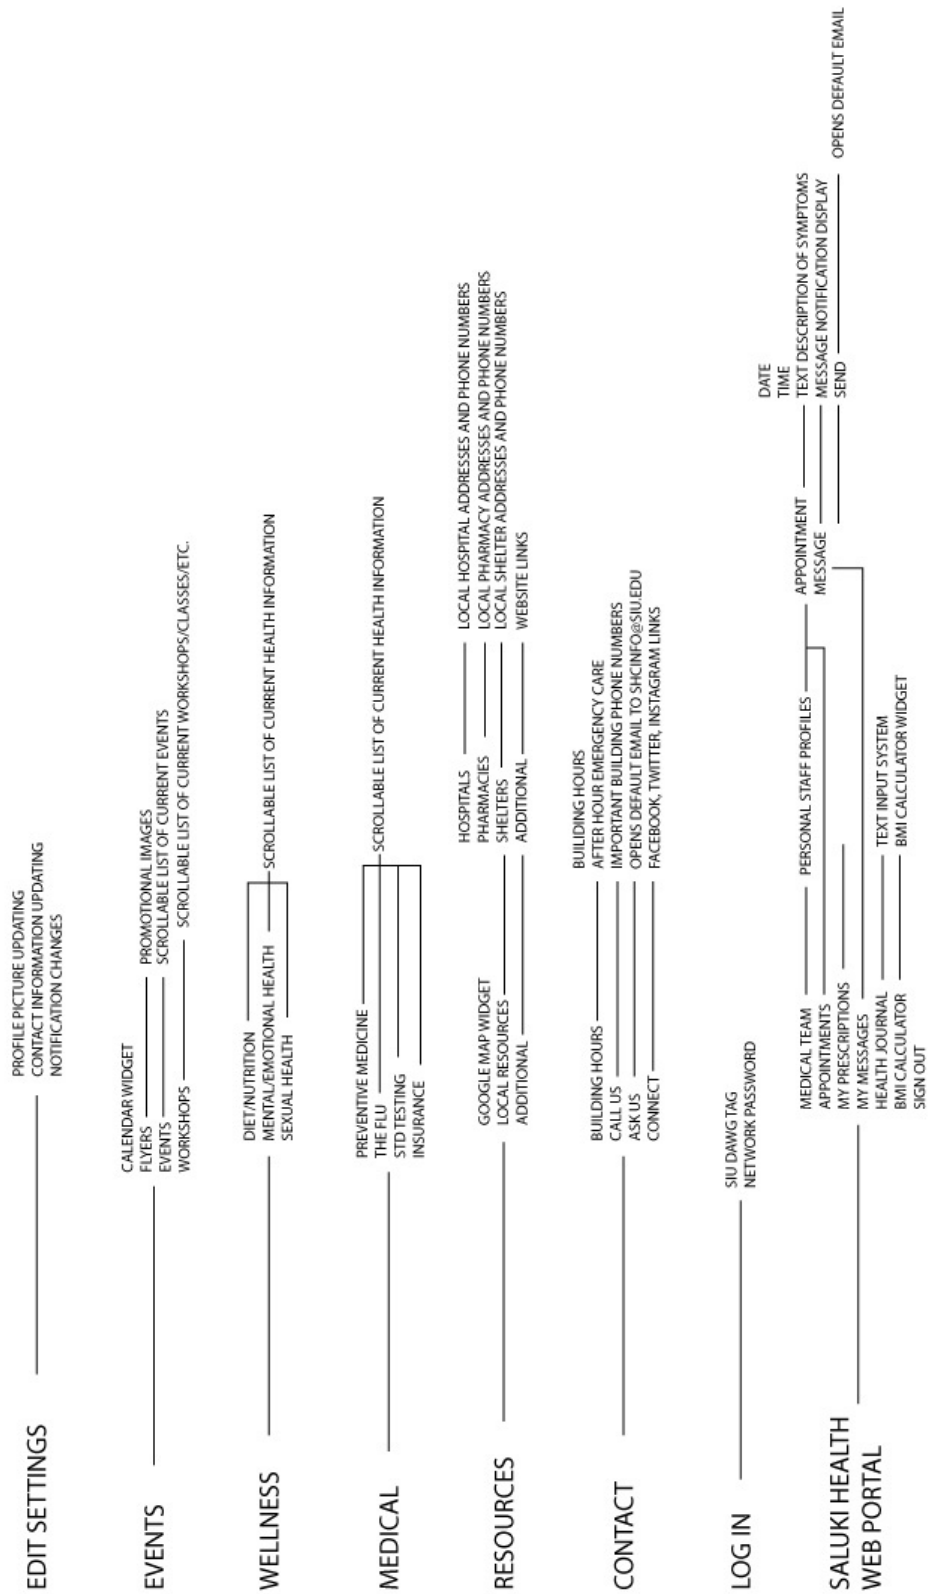 EDIT SETTINGS
PROFILE PICTURE UPDATING
CONTACT INFORMATION UPDATING
NOTIFICATION CHANGES
EVENTS
CALENDAR WIDGET
FLYERS
EVENTS
WORKSHOPS
PROMOTIONAL IMAGES
SCROLLABLE LIST OF CURRENT EVENTS
SCROLLABLE LIST OF CURRENT WORKSHOPS/CLASSES/ETC.
WELLNESS
DIET/NUTRITION
MENTAL/EMOTIONAL HEALTH
SEXUAL HEALTH
SCROLLABLE LIST OF CURRENT HEALTH INFORMATION
MEDICAL
PREVENTIVE MEDICINE
THE FLU
STD TESTING
INSURANCE
SCROLLABLE LIST OF CURRENT HEALTH INFORMATION
RESOURCES
GOOGLE MAP WIDGET
LOCAL RESOURCES
ADDITIONAL
HOSPITALS
PHARMACIES
SHELTERS
ADDITIONAL
LOCAL HOSPITAL ADDRESSES AND PHONE NUMBERS
LOCAL PHARMACY ADDRESSES AND PHONE NUMBERS
LOCAL SHELTER ADDRESSES AND PHONE NUMBERS
WEBSITE LINKS
CONTACT
BUILDING HOURS
CALL US
ASK US
CONNECT
BUILIDING HOURS
AFTER HOUR EMERGENCY CARE
IMPORTANT BUILDING PHONE NUMBERS
OPENS DEFAULT EMAIL TO SHCINFO@SIU.EDU
FACEBOOK, TWITTER, INSTAGRAM LINKS
LOG IN
SIU DAWG TAG
NETWORK PASSWORD
SALUKI HEALTH
WEB PORTAL
MEDICAL TEAM
APPOINTMENTS
MY PRESCRIPTIONS
MY MESSAGES
HEALTH JOURNAL
BMI CALCULATOR
SIGN OUT
PERSONAL STAFF PROFILES
TEXT INPUT SYSTEM
BMI CALCULATOR WIDGET
APPOINTMENT
MESSAGE
DATE
TIME
TEXT DESCRIPTION OF SYMPTOMS
MESSAGE NOTIFICATION DISPLAY
SEND
OPENS DEFAULT EMAIL